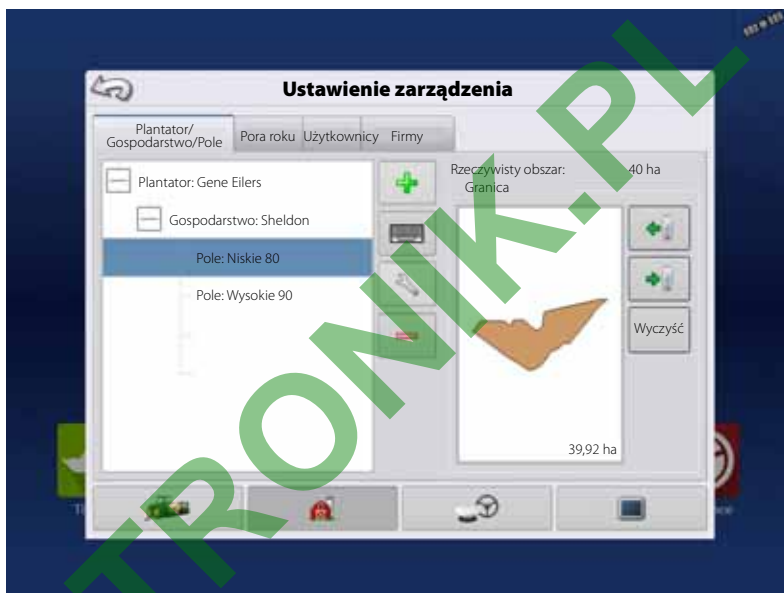 Ustawienie zarządzenia
Plantator/
Gospodarstwo/Pole
Pora roku
Użytkownicy
Firmy
Plantator: Gene Eilers
Gospodarstwo: Sheldon
Pole: Niskie 80
Pole: Wysokie 90
Rzeczywisty obszar: 40 ha
Granica
Wyczyść
39,92 ha
TRONIK.PL